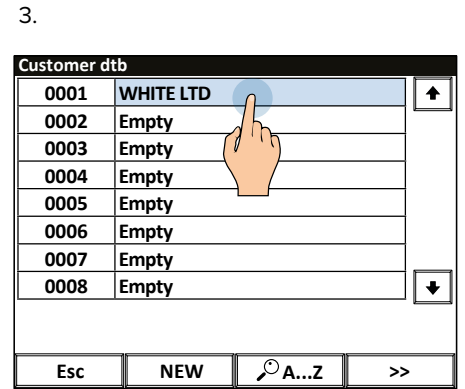 3.
Customer dtb
0001 WHITE LTD
0002 Empty
0003 Empty
0004 Empty
0005 Empty
0006 Empty
0007 Empty
0008 Empty
Esc NEW A...Z >>